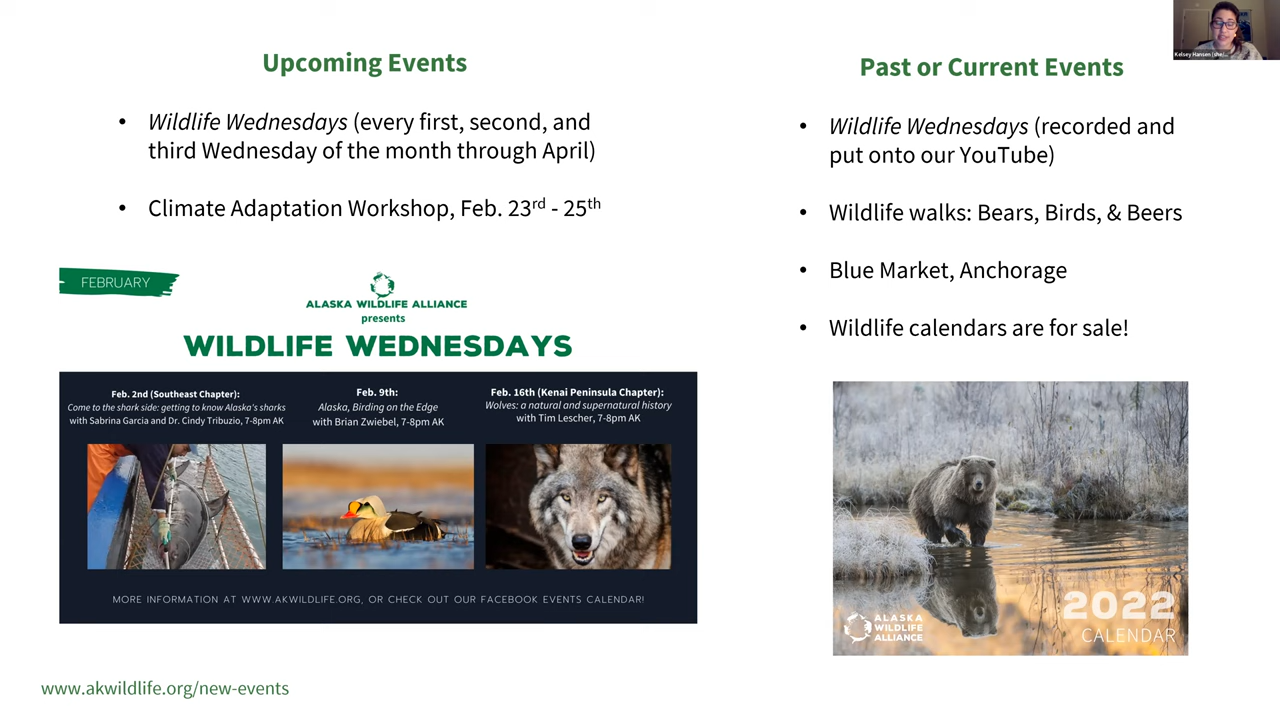 Upcoming Events
• Wildlife Wednesdays (every first, second, and
third Wednesday of the month through April)
• Climate Adaptation Workshop, Feb. 23rd - 25th
FEBRUARY
ALASKA WILDLIFE ALLIANCE
presents
WILDLIFE WEDNESDAYS
Feb. 2nd (Southeast Chapter):
Come to the shark side: getting to know Alaska's sharks
with Sabrina Garcia and Dr. Cindy Tribuzio, 7-8pm AK
Feb. 9th:
Alaska, Birding on the Edge
with Brian Zwiebel, 7-8pm AK
Feb. 16th (Kenai Peninsula Chapter):
Wolves: a natural and supernatural history
with Tim Lescher, 7-8pm AK
MORE INFORMATION AT WWW.AKWILDLIFE.ORG, OR CHECK OUT OUR FACEBOOK EVENTS CALENDAR!
www.akwildlife.org/new-events
Past or Current Events
• Wildlife Wednesdays (recorded and
put onto our YouTube)
• Wildlife walks: Bears, Birds, & Beers
• Blue Market, Anchorage
• Wildlife calendars are for sale!
ALASKA
WILDLIFE
ALLIANCE
2022
CALENDAR
Kelsey Hansen (she/...